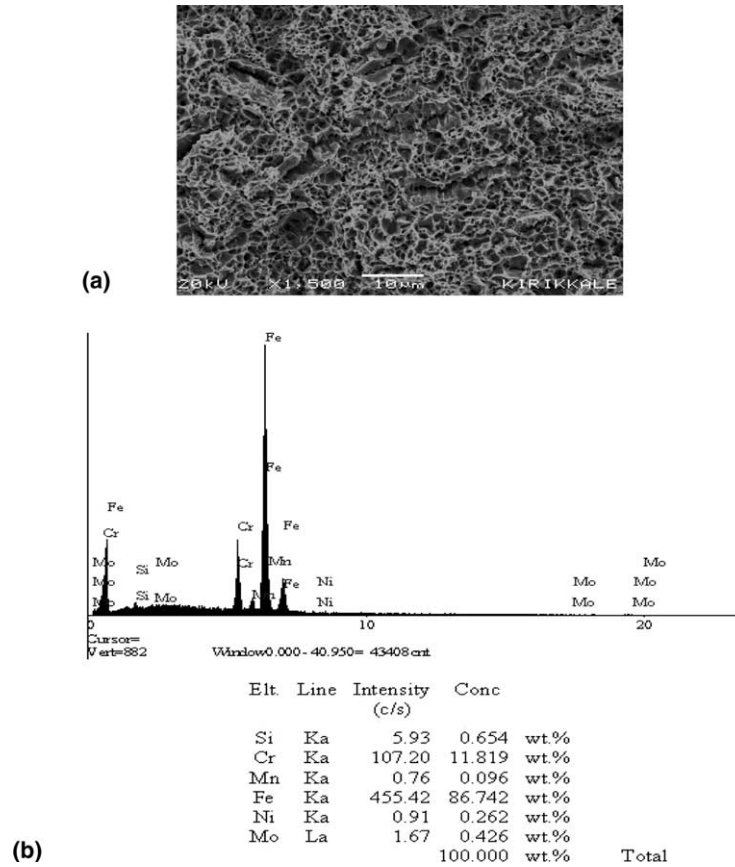 20kU X1,500 10µm KIRIKKALE
(a)
Fe
Fe
Fe Fe
Cr Cr
Mo Mo Si Cr Mn Ni Mo Mo
Mo Fe Mo Mo
Mo Si Mo Mn Ni Mo Mo
0 10 20
Cursor=
Vert=882 Window0.000 - 40.950= 43408cnt
Elt. Line Intensity Conc
(c/s)
Si Ka 5.93 0.654 wt.%
Cr Ka 107.20 11.819 wt.%
Mn Ka 0.76 0.096 wt.%
Fe Ka 455.42 86.742 wt.%
Ni Ka 0.91 0.262 wt.%
Mo La 1.67 0.426 wt.%
100.000 wt.% Total
(b)